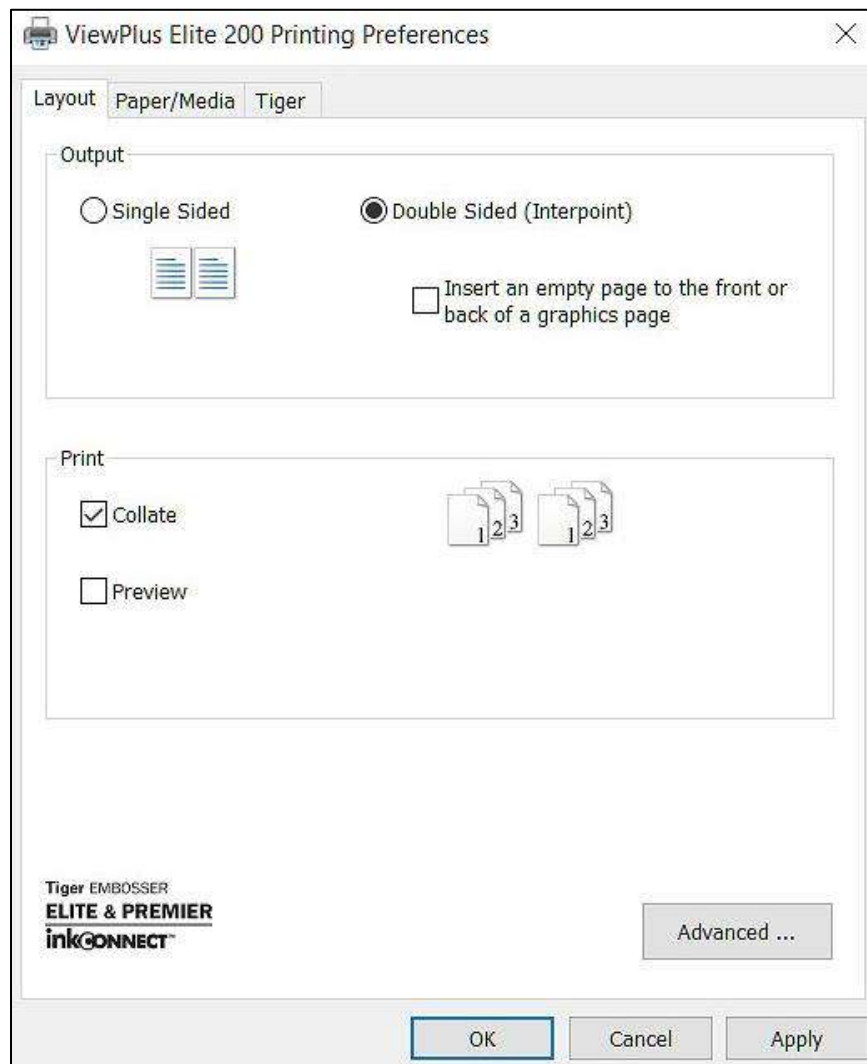 ViewPlus Elite 200 Printing Preferences
Layout Paper/Media Tiger
Output
Single Sided Double Sided (Interpoint)
Insert an empty page to the front or
back of a graphics page
Print
Collate
1 2 3 1 2 3
Preview
Tiger EMBOSSER
ELITE & PREMIER
inkCONNECT™
Advanced ...
OK Cancel Apply